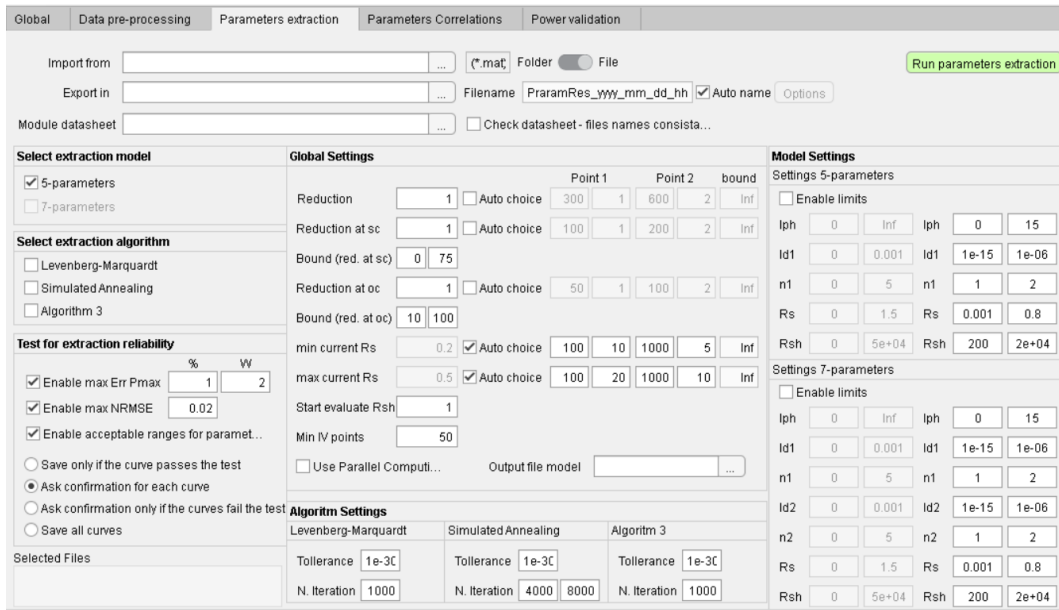 Global Data pre-processing Parameters extraction Parameters Correlations Power validation
Import from ... (*.mat; Folder File Run parameters extraction
Export in ... Filename PraramRes_yyyy_mm_dd_hh Auto name Options
Module datasheet ... Check datasheet - files names consista...
Select extraction model
5-parameters
7-parameters
Select extraction algorithm
Levenberg-Marquardt
Simulated Annealing
Algorithm 3
Test for extraction reliability
% W
Enable max Err Pmax 1 2
Enable max NRMSE 0.02
Enable acceptable ranges for paramet...
Save only if the curve passes the test
Ask confirmation for each curve
Ask confirmation only if the curves fail the test
Save all curves
Selected Files
Global Settings
Point 1 Point 2 bound
Reduction 1 Auto choice 300 1 600 2 Inf
Reduction at sc 1 Auto choice 100 1 200 2 Inf
Bound (red. at sc) 0 75
Reduction at oc 1 Auto choice 50 1 100 2 Inf
Bound (red. at oc) 10 100
min current Rs 0.2 Auto choice 100 10 1000 5 Inf
max current Rs 0.5 Auto choice 100 20 1000 10 Inf
Start evaluate Rsh 1
Min IV points 50
Use Parallel Computi... Output file model ...
Algoritm Settings
Levenberg-Marquardt Simulated Annealing Algoritm 3
Tollerance 1e-30 Tollerance 1e-30 Tollerance 1e-30
N. Iteration 1000 N. Iteration 4000 8000 N. Iteration 1000
Model Settings
Settings 5-parameters
Enable limits
Iph 0 Inf Iph 0 15
Id1 0 0.001 Id1 1e-15 1e-06
n1 0 5 n1 1 2
Rs 0 1.5 Rs 0.001 0.8
Rsh 0 5e+04 Rsh 200 2e+04
Settings 7-parameters
Enable limits
Iph 0 Inf Iph 0 15
Id1 0 0.001 Id1 1e-15 1e-06
n1 0 5 n1 1 2
Id2 0 0.001 Id2 1e-15 1e-06
n2 0 5 n2 1 2
Rs 0 1.5 Rs 0.001 0.8
Rsh 0 5e+04 Rsh 200 2e+04